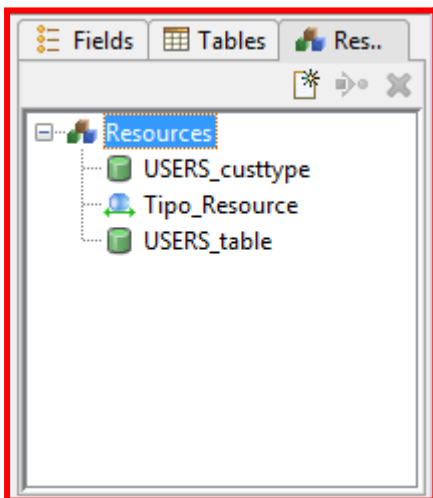 Fields Tables Res..
Resources
USERS_custtype
Tipo_Resource
USERS_table